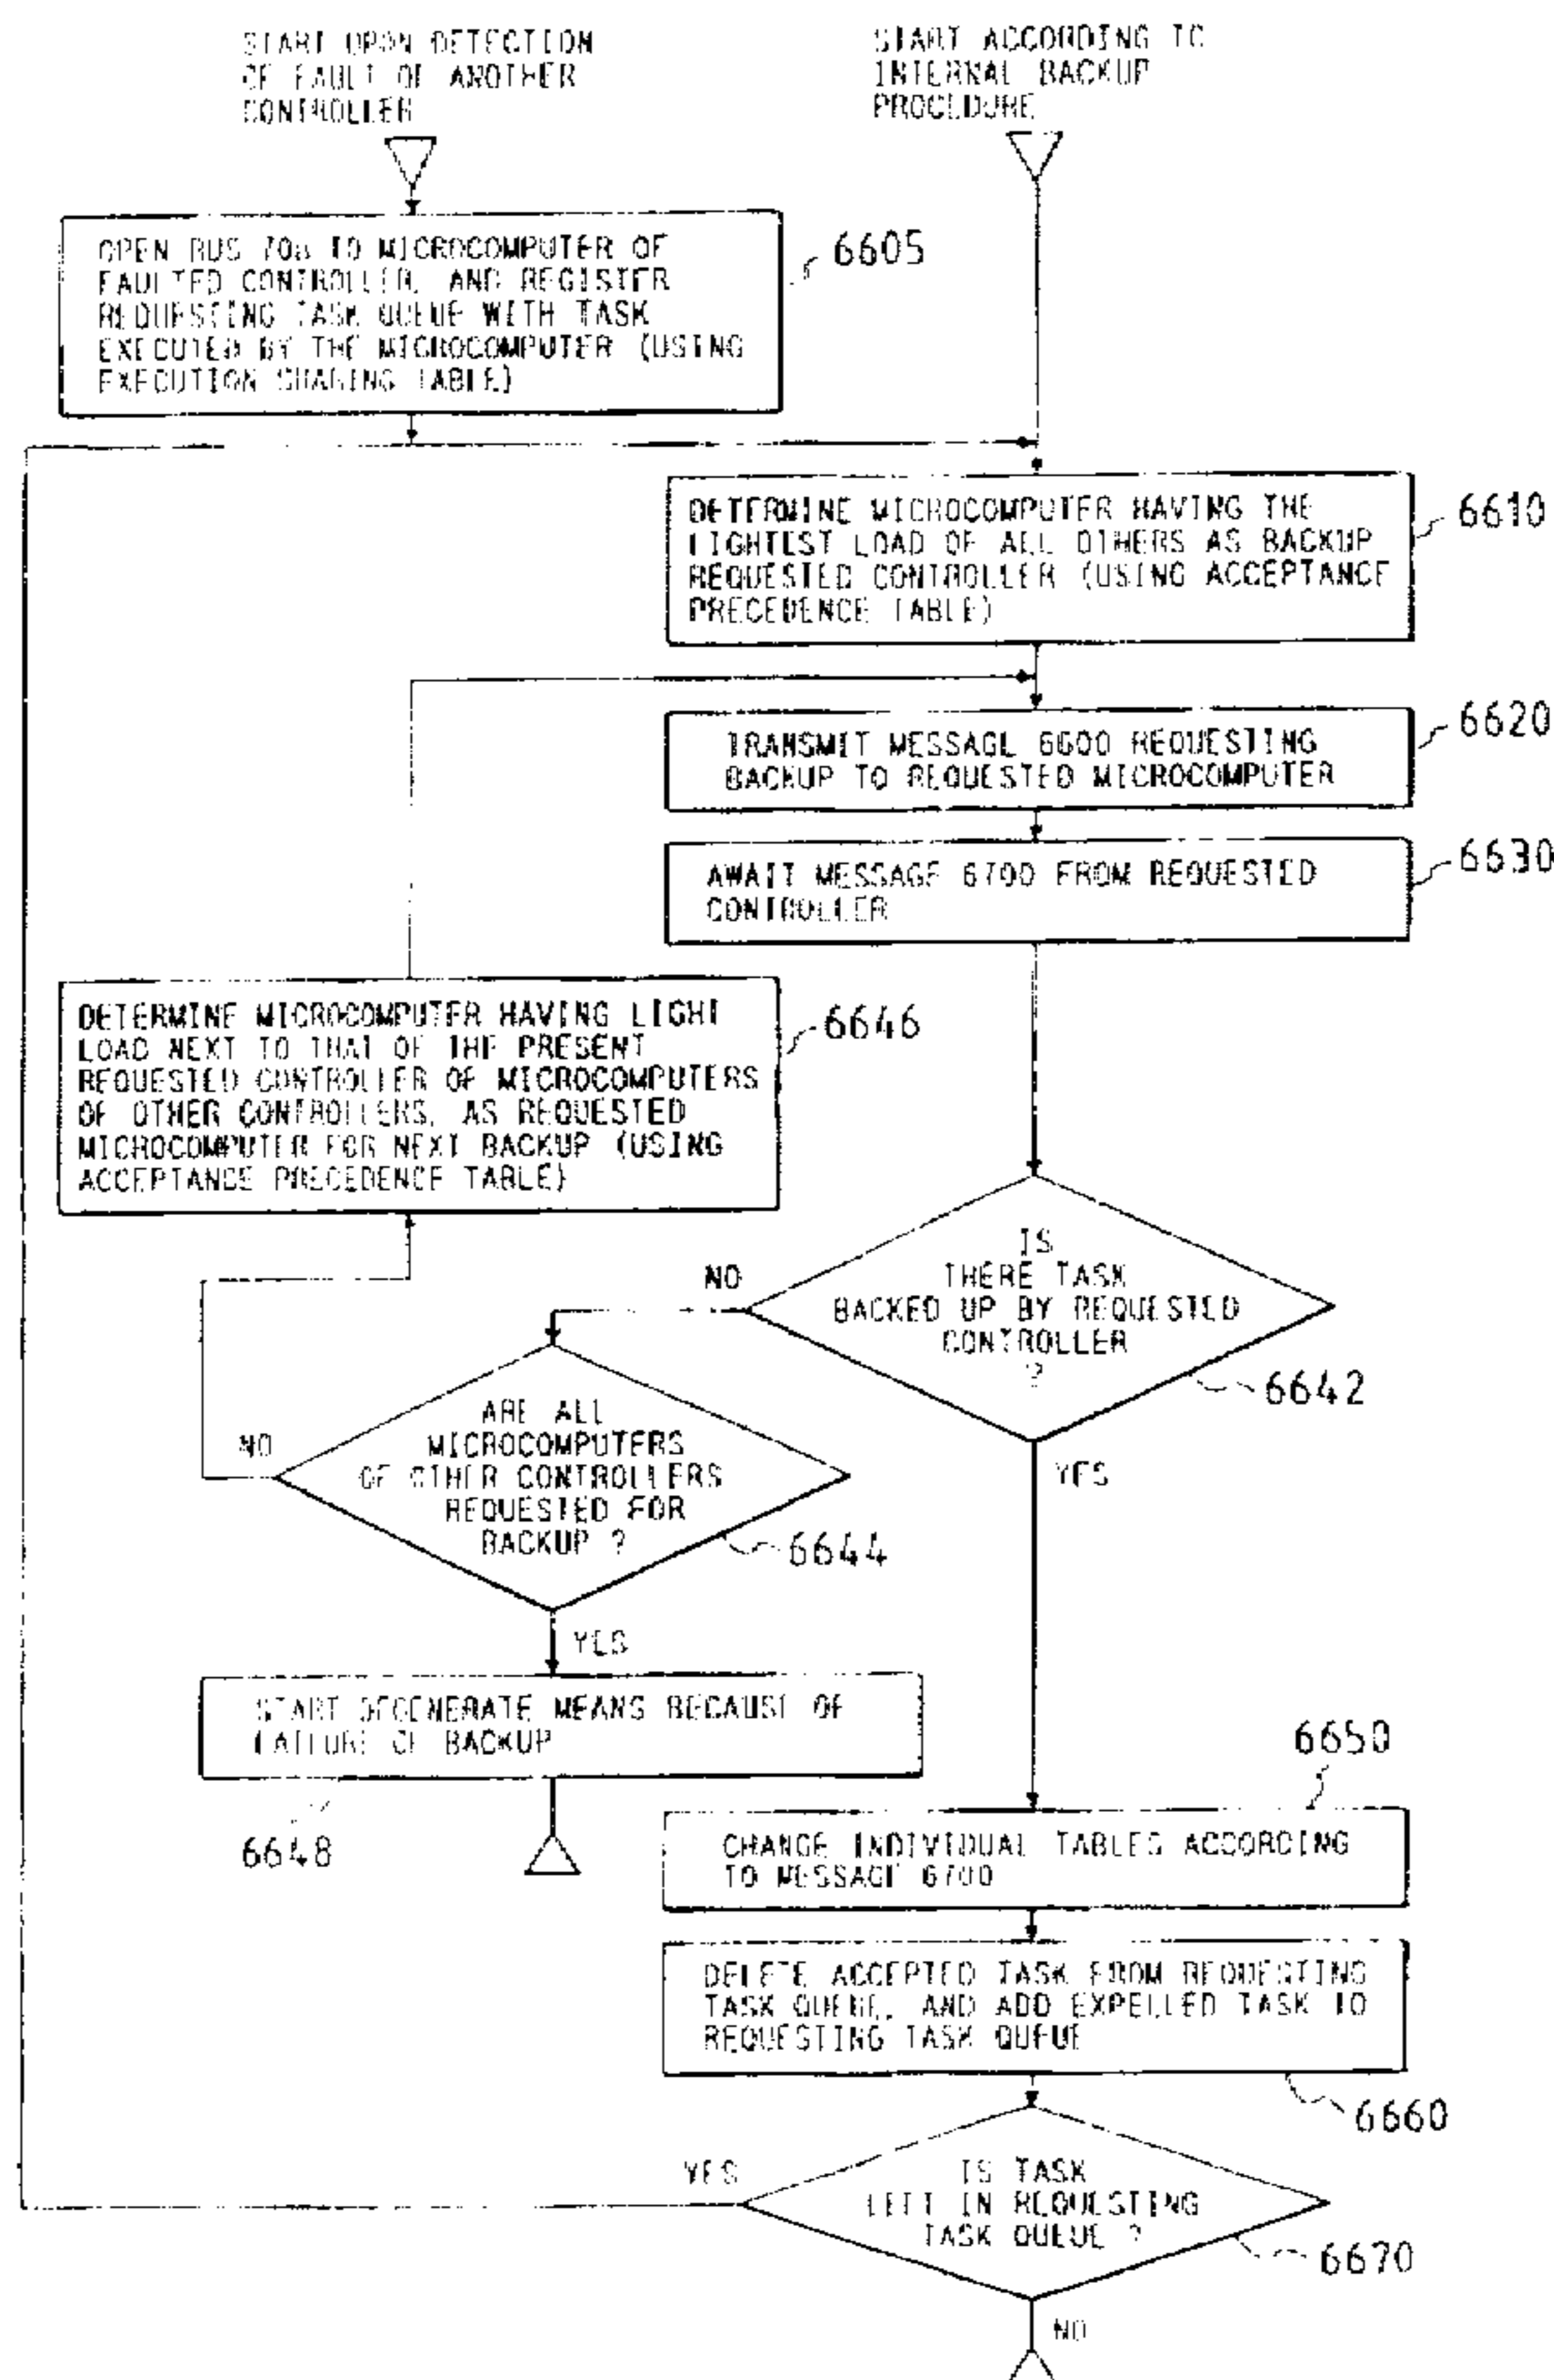 START UPON DETECTION
OF FAULT OF ANOTHER
CONTROLLER
START ACCORDING TO
INTERNAL BACKUP
PROCEDURE
OPEN BUS 70a TO MICROCOMPUTER OF
FAULTED CONTROLLER, AND REGISTER
REQUESTING TASK QUEUE WITH TASK
EXECUTED BY THE MICROCOMPUTER (USING
EXECUTION SHARING TABLE)
6605
DETERMINE MICROCOMPUTER HAVING THE
LIGHTEST LOAD OF ALL OTHERS AS BACKUP
REQUESTED CONTROLLER (USING ACCEPTANCE
PRECEDENCE TABLE)
6610
TRANSMIT MESSAGE 6600 REQUESTING
BACKUP TO REQUESTED MICROCOMPUTER
6620
AWAIT MESSAGE 6700 FROM REQUESTED
CONTROLLER
6630
DETERMINE MICROCOMPUTER HAVING LIGHT
LOAD NEXT TO THAT OF THE PRESENT
REQUESTED CONTROLLER OF MICROCOMPUTERS
OF OTHER CONTROLLERS, AS REQUESTED
MICROCOMPUTER FOR NEXT BACKUP (USING
ACCEPTANCE PRECEDENCE TABLE)
6646
IS
THERE TASK
BACKED UP BY REQUESTED
CONTROLLER
?
NO
6642
YES
ARE ALL
MICROCOMPUTERS
OF OTHER CONTROLLERS
REQUESTED FOR
BACKUP ?
NO
6644
YES
START DEGENERATE MEANS BECAUSE OF
FAILURE OF BACKUP
6648
6650
CHANGE INDIVIDUAL TABLES ACCORDING
TO MESSAGE 6700
DELETE ACCEPTED TASK FROM REQUESTING
TASK QUEUE, AND ADD EXPELLED TASK TO
REQUESTING TASK QUEUE
6660
YES
IS TASK
LEFT IN REQUESTING
TASK QUEUE ?
6670
NO